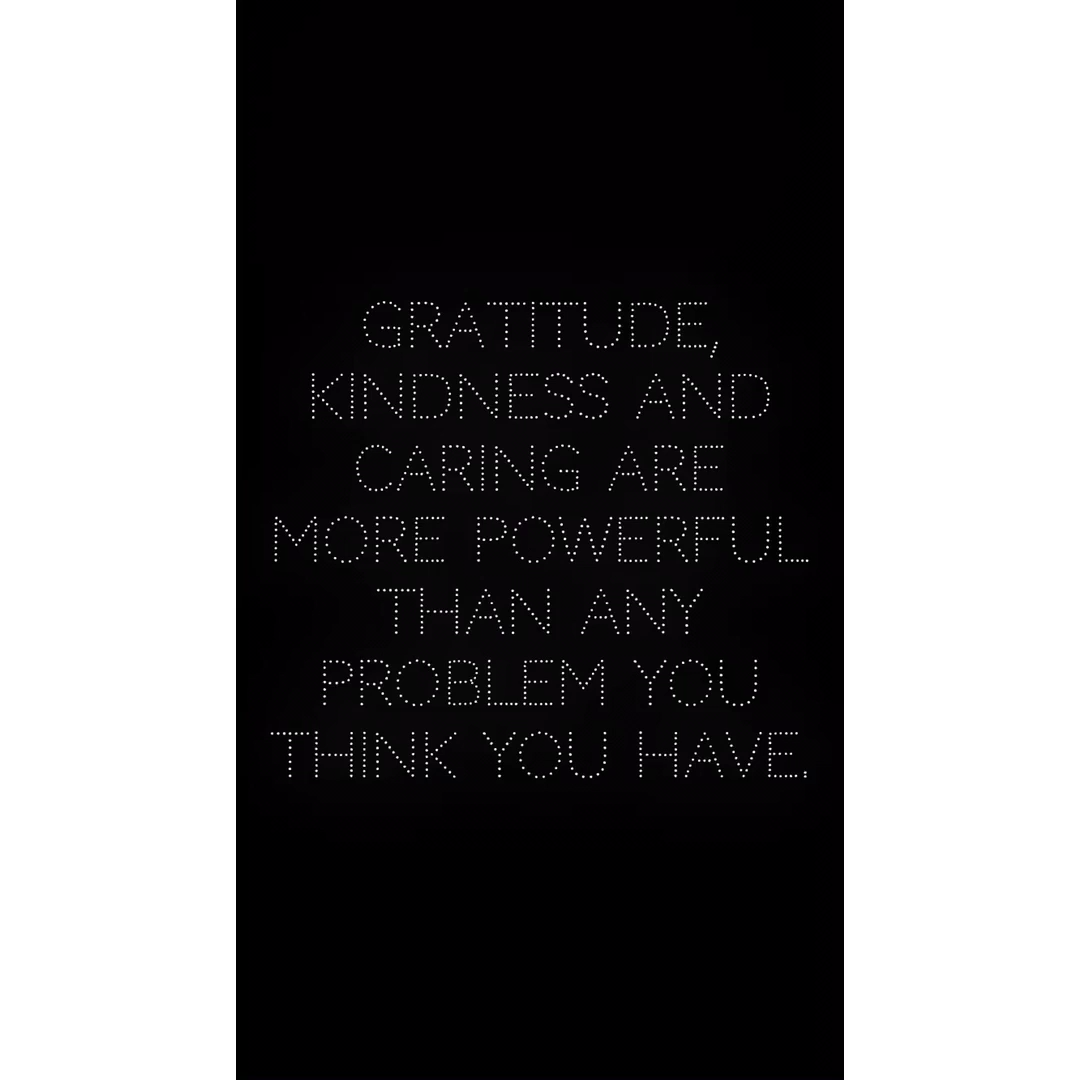 GRATITUDE,
KINDNESS AND
CARING ARE
MORE POWERFUL
THAN ANY
PROBLEM YOU
THINK YOU HAVE.